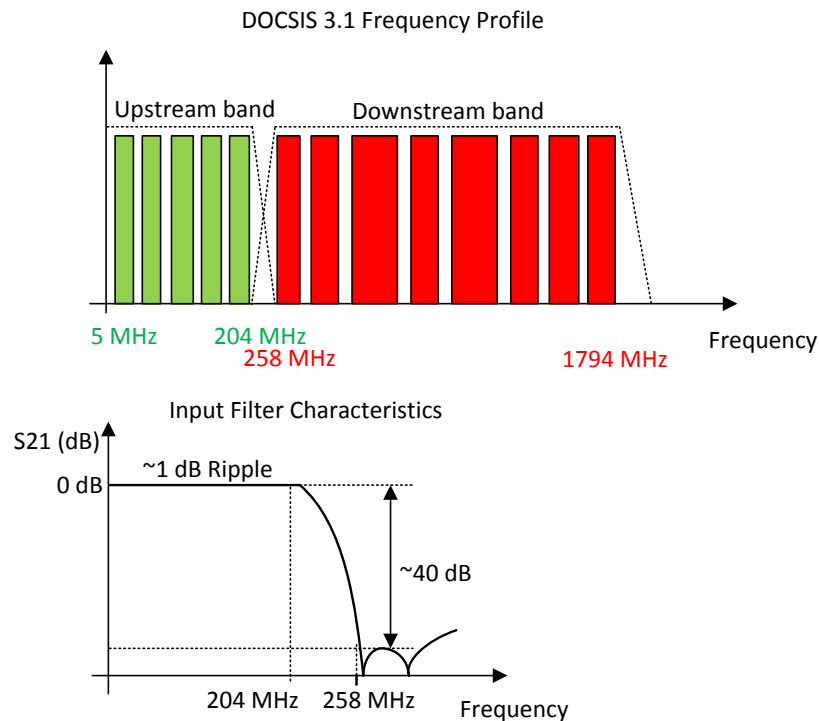 DOCSIS 3.1 Frequency Profile
Upstream band
Downstream band
5 MHz
204 MHz
258 MHz
1794 MHz
Frequency
Input Filter Characteristics
S21 (dB)
~1 dB Ripple
0 dB
~40 dB
204 MHz
258 MHz
Frequency